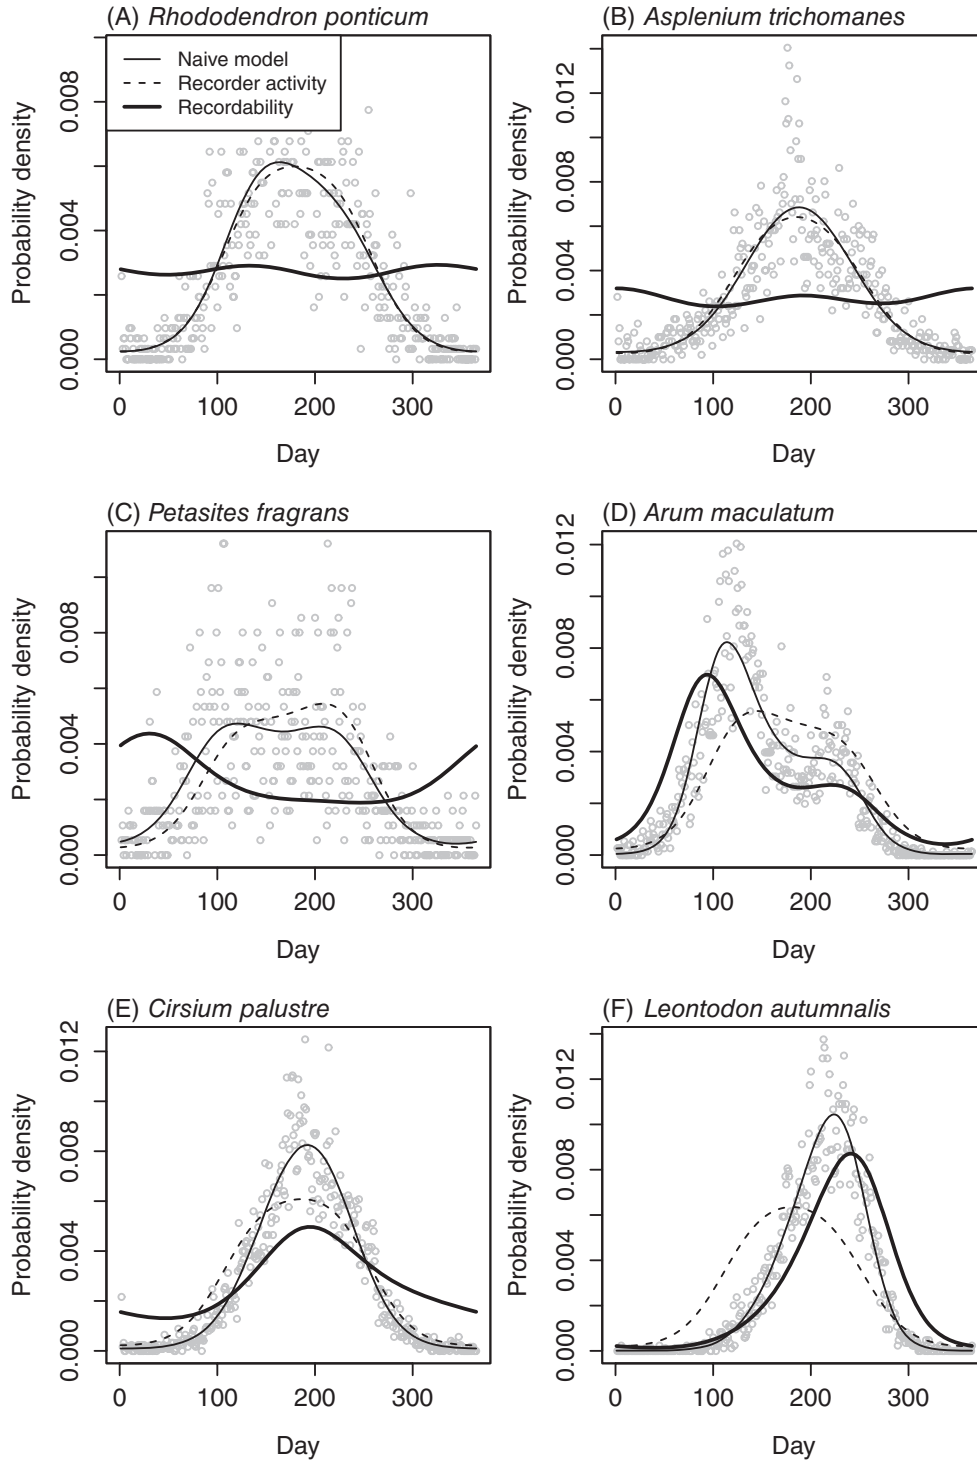 (A) Rhododendron ponticum
Naive model
Recorder activity
Recordability
Probability density
0.000 0.004 0.008
0 100 200 300
Day
(B) Asplenium trichomanes
Probability density
0.000 0.004 0.008 0.012
0 100 200 300
Day
(C) Petasites fragrans
Probability density
0.000 0.004 0.008
0 100 200 300
Day
(D) Arum maculatum
Probability density
0.000 0.004 0.008 0.012
0 100 200 300
Day
(E) Cirsium palustre
Probability density
0.000 0.004 0.008 0.012
0 100 200 300
Day
(F) Leontodon autumnalis
Probability density
0.000 0.004 0.008 0.012
0 100 200 300
Day